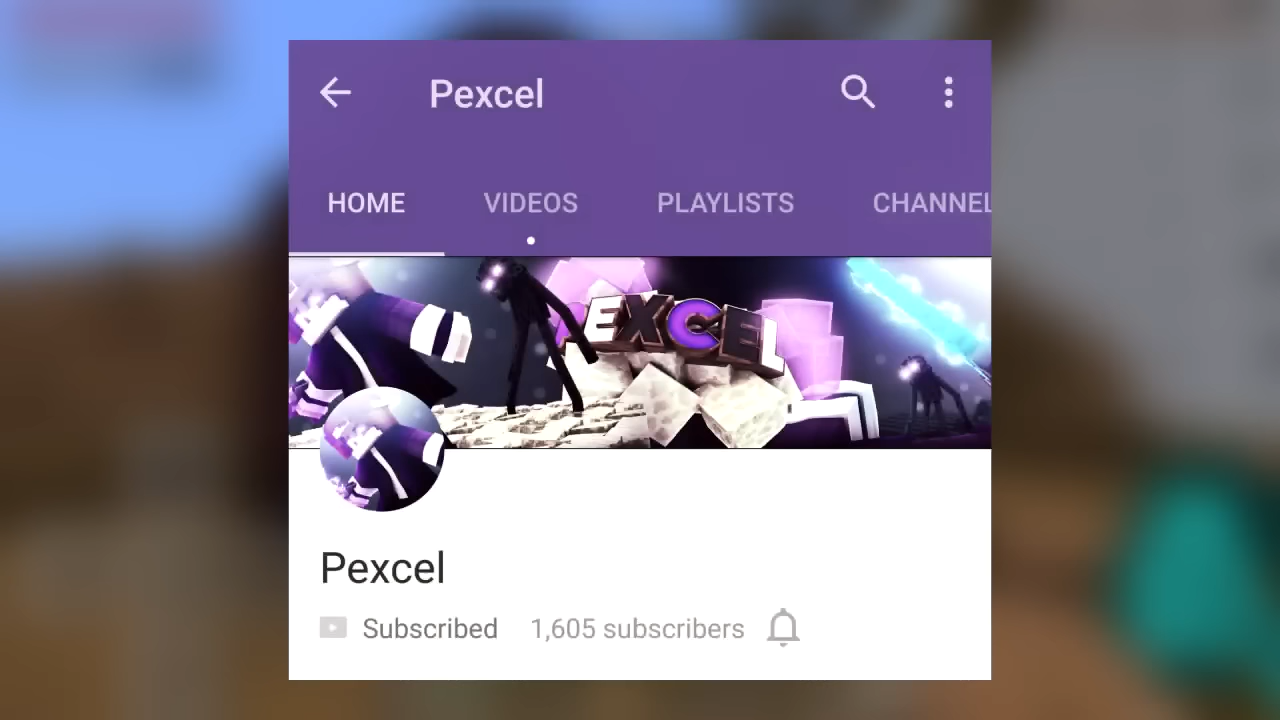 Pexcel
HOME VIDEOS PLAYLISTS CHANNEL
PEXCEL
Pexcel
Subscribed 1,605 subscribers